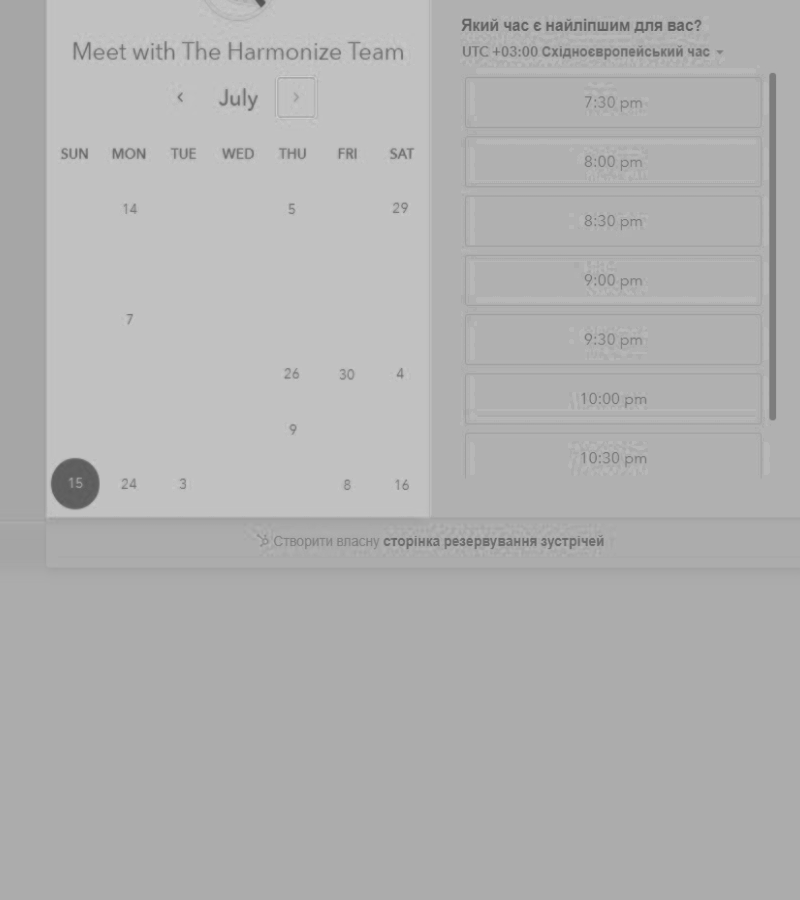 Meet with The Harmonize Team
‹ July ›
SUN MON TUE WED THU FRI SAT
14 5 29
7
26 30 4
9
15 24 3 8 16
Який час є найліпшим для вас?
UTC +03:00 Східноєвропейський час
7:30 pm
8:00 pm
8:30 pm
9:00 pm
9:30 pm
10:00 pm
10:30 pm
Створити власну сторінка резервування зустрічей